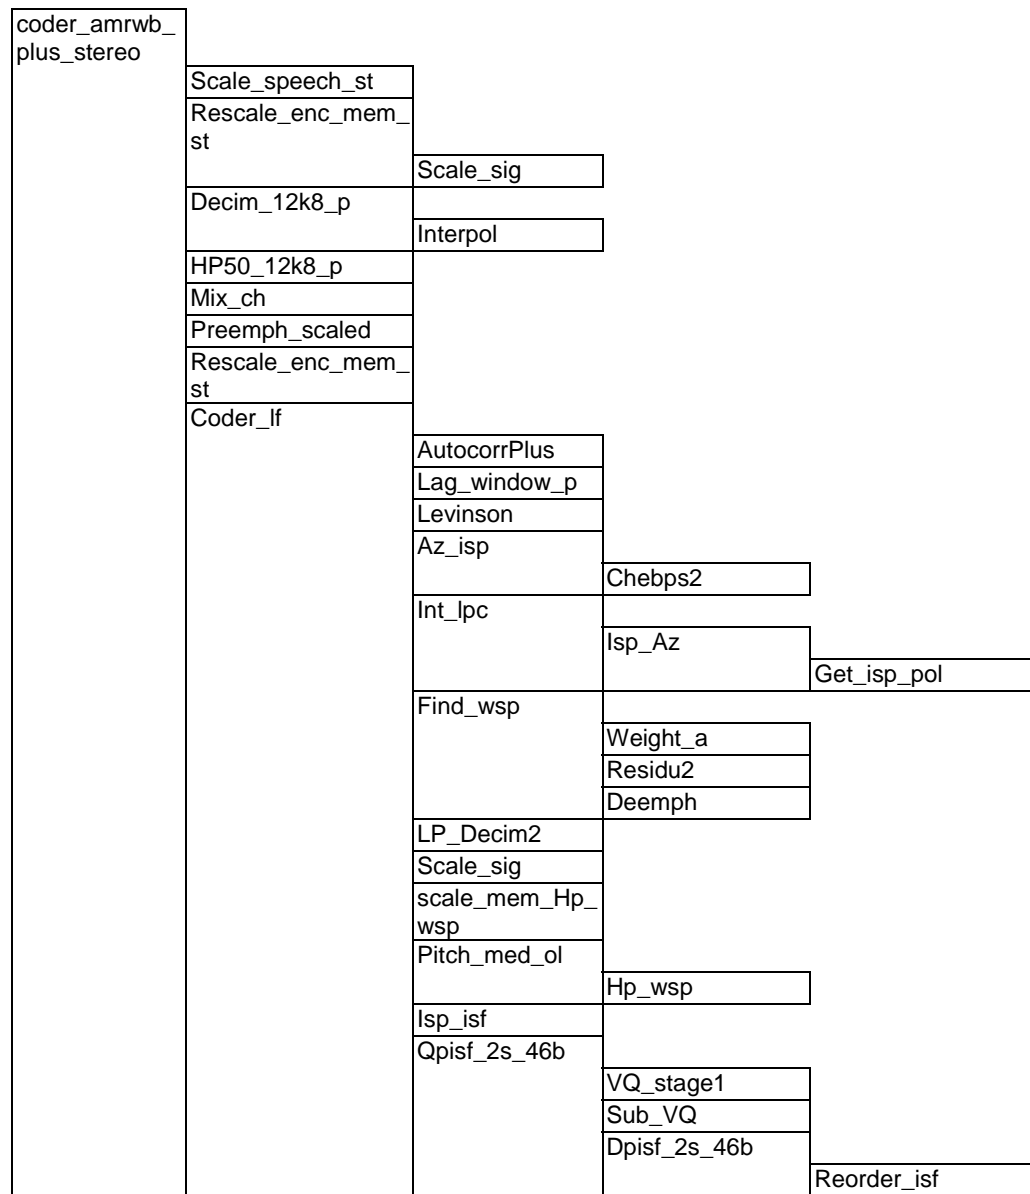 coder_amrwb_
plus_stereo
Scale_speech_st
Rescale_enc_mem_
st
Scale_sig
Decim_12k8_p
Interpol
HP50_12k8_p
Mix_ch
Preemph_scaled
Rescale_enc_mem_
st
Coder_lf
AutocorrPlus
Lag_window_p
Levinson
Az_isp
Chebps2
Int_lpc
Isp_Az
Get_isp_pol
Find_wsp
Weight_a
Residu2
Deemph
LP_Decim2
Scale_sig
scale_mem_Hp_
wsp
Pitch_med_ol
Hp_wsp
Isp_isf
Qpisf_2s_46b
VQ_stage1
Sub_VQ
Dpisf_2s_46b
Reorder_isf